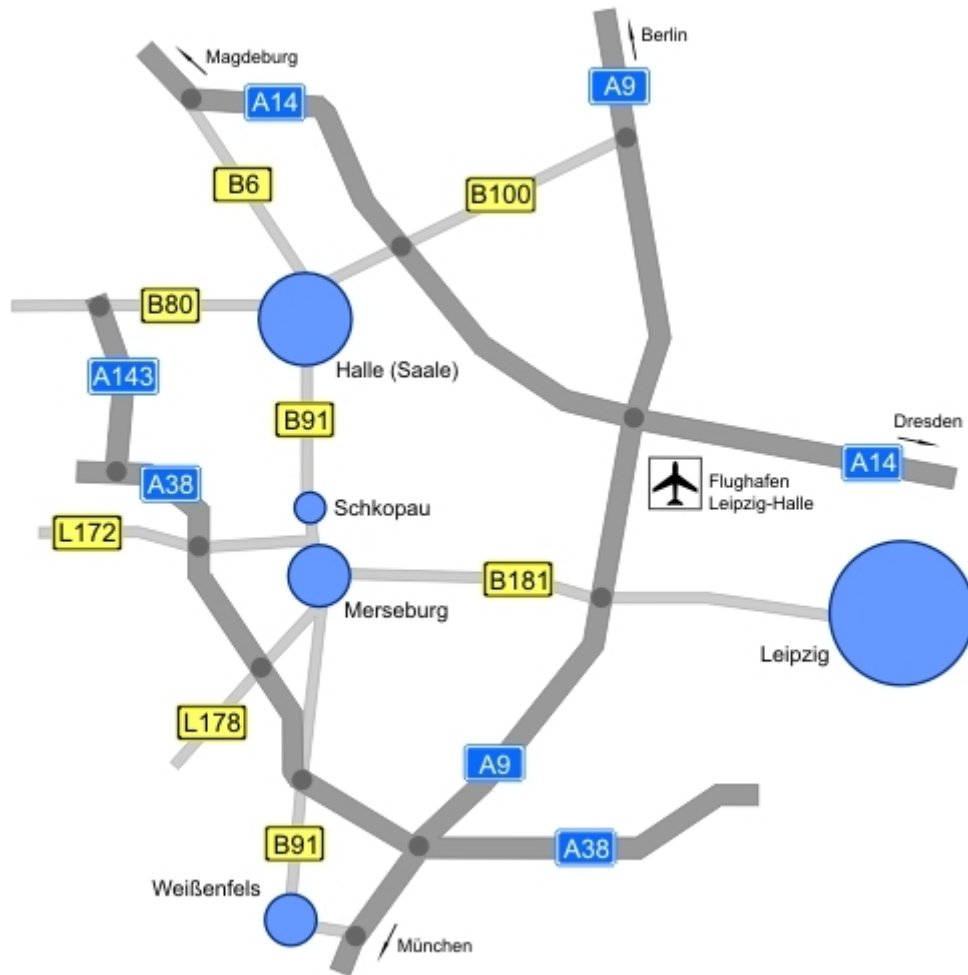 Berlin
Magdeburg
A9
A14
B6
B100
B80
Halle (Saale)
A143
B91
Dresden
A14
A38
Flughafen
Leipzig-Halle
Schkopau
L172
B181
Merseburg
Leipzig
L178
A9
B91
A38
Weißenfels
München